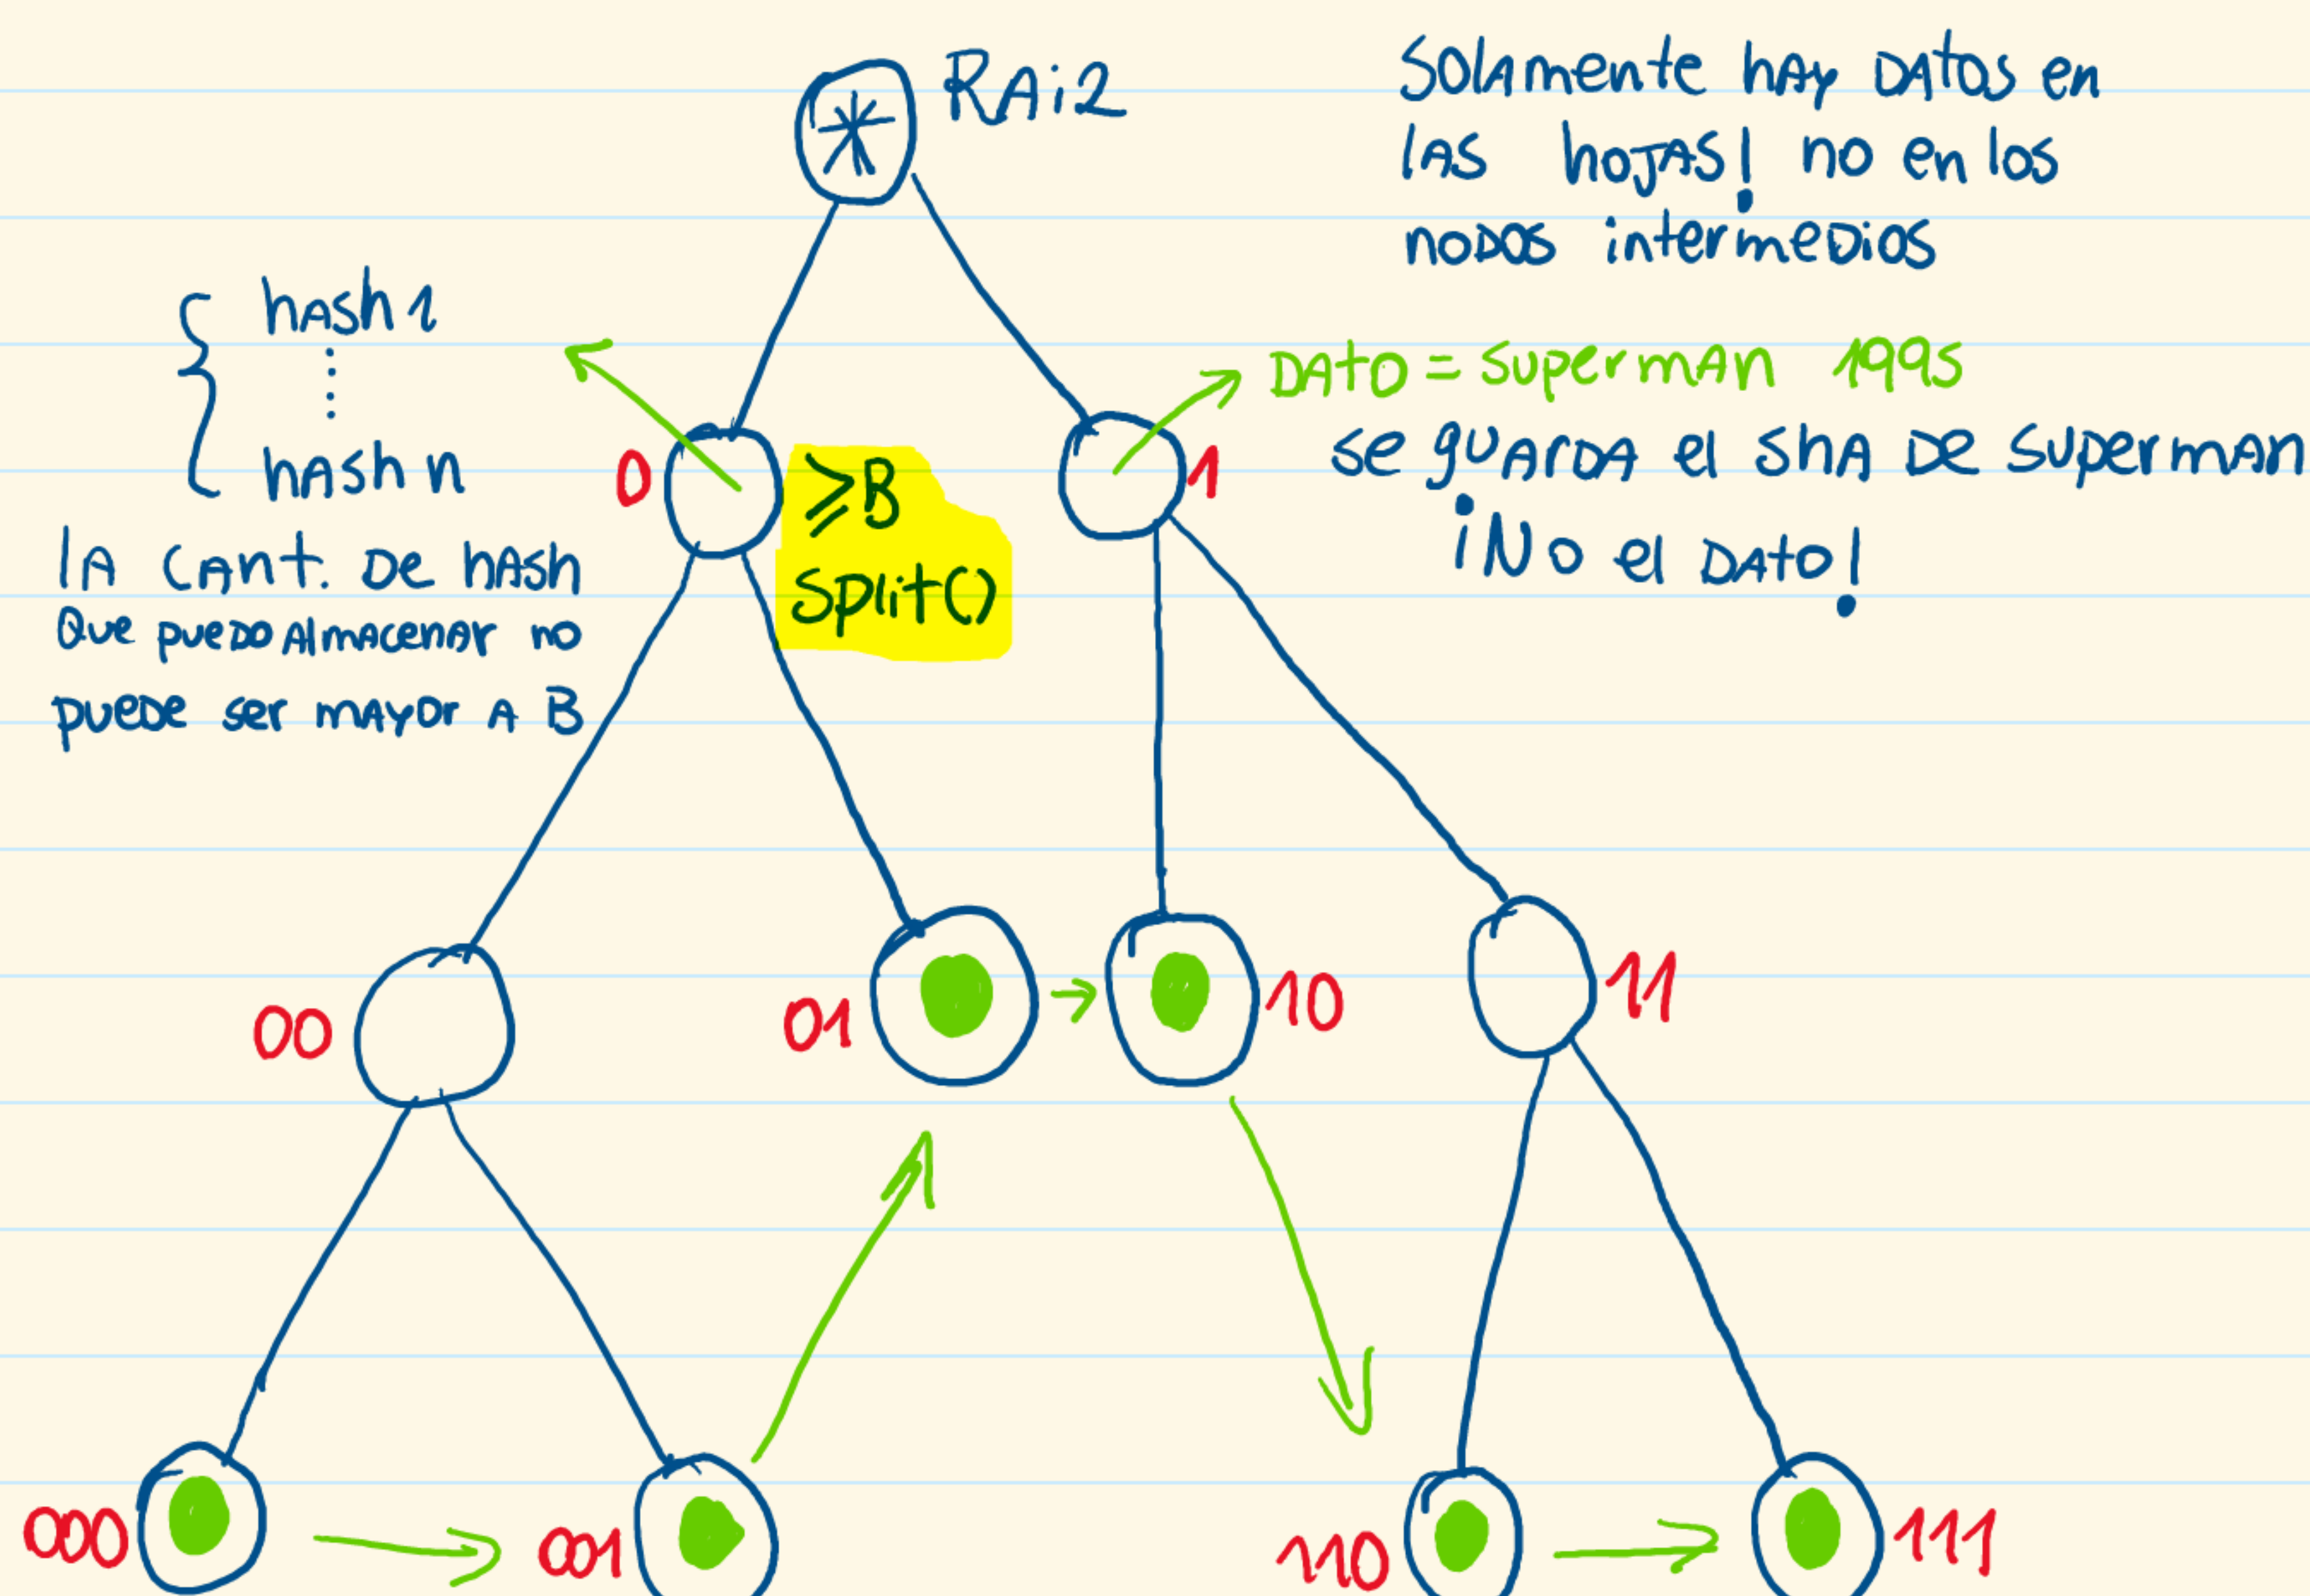 *
RAiz
Solamente hay datos en
las hojas! no en los
nodos intermedios
hash 1
hash n
la cant. de hash
que puedo almacenar no
puede ser mayor a B
0
≥B
Split()
1
Dato = superman 1995
se guarda el sha de superman
¡No el dato!
00
01
10
11
000
001
110
111